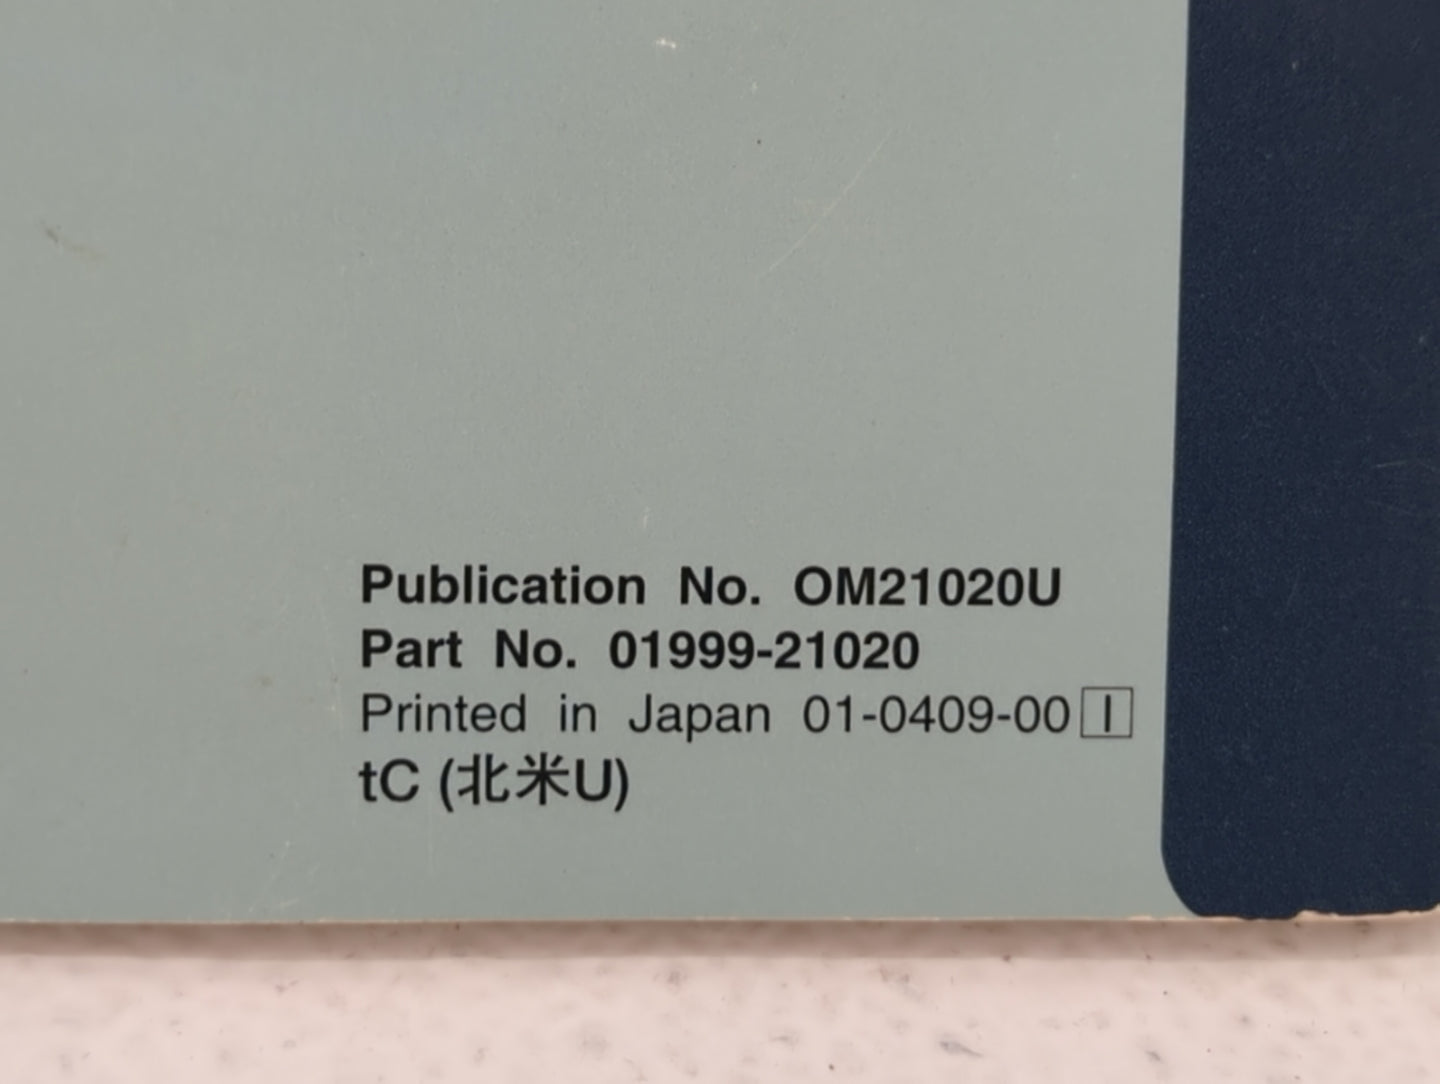 Publication No. OM21020U
Part No. 01999-21020
Printed in Japan 01-0409-00 I
tC (北米U)